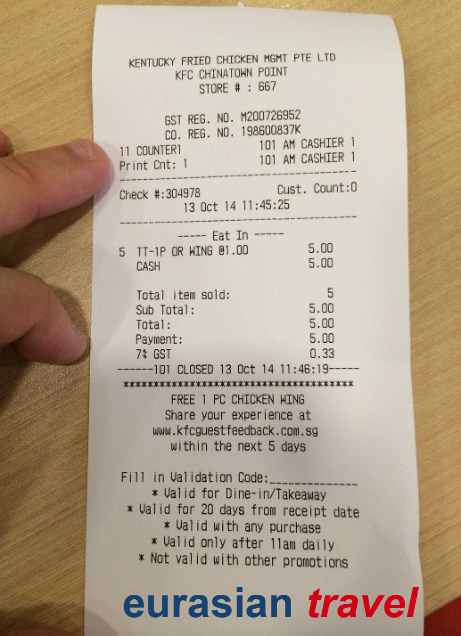 KENTUCKY FRIED CHICKEN MGMT PTE LTD
KFC CHINATOWN POINT
STORE # : 667
GST REG. NO. M200726952
CO. REG. NO. 198600837K
11 COUNTER1 101 AM CASHIER 1
Print Cnt: 1 101 AM CASHIER 1
Check #:304978 Cust. Count:0
13 Oct 14 11:45:25
----- Eat In -----
5 TT-1P OR WING @1.00 5.00
CASH 5.00
Total item sold: 5
Sub Total: 5.00
Total: 5.00
Payment: 5.00
7% GST 0.33
------101 CLOSED 13 Oct 14 11:46:19-----
************************************
FREE 1 PC CHICKEN WING
Share your experience at
www.kfcguestfeedback.com.sg
within the next 5 days
Fill in Validation Code:______________
* Valid for Dine-in/Takeaway
* Valid for 20 days from receipt date
* Valid with any purchase
* Valid only after 11am daily
* Not valid with other promotions
eurasian travel